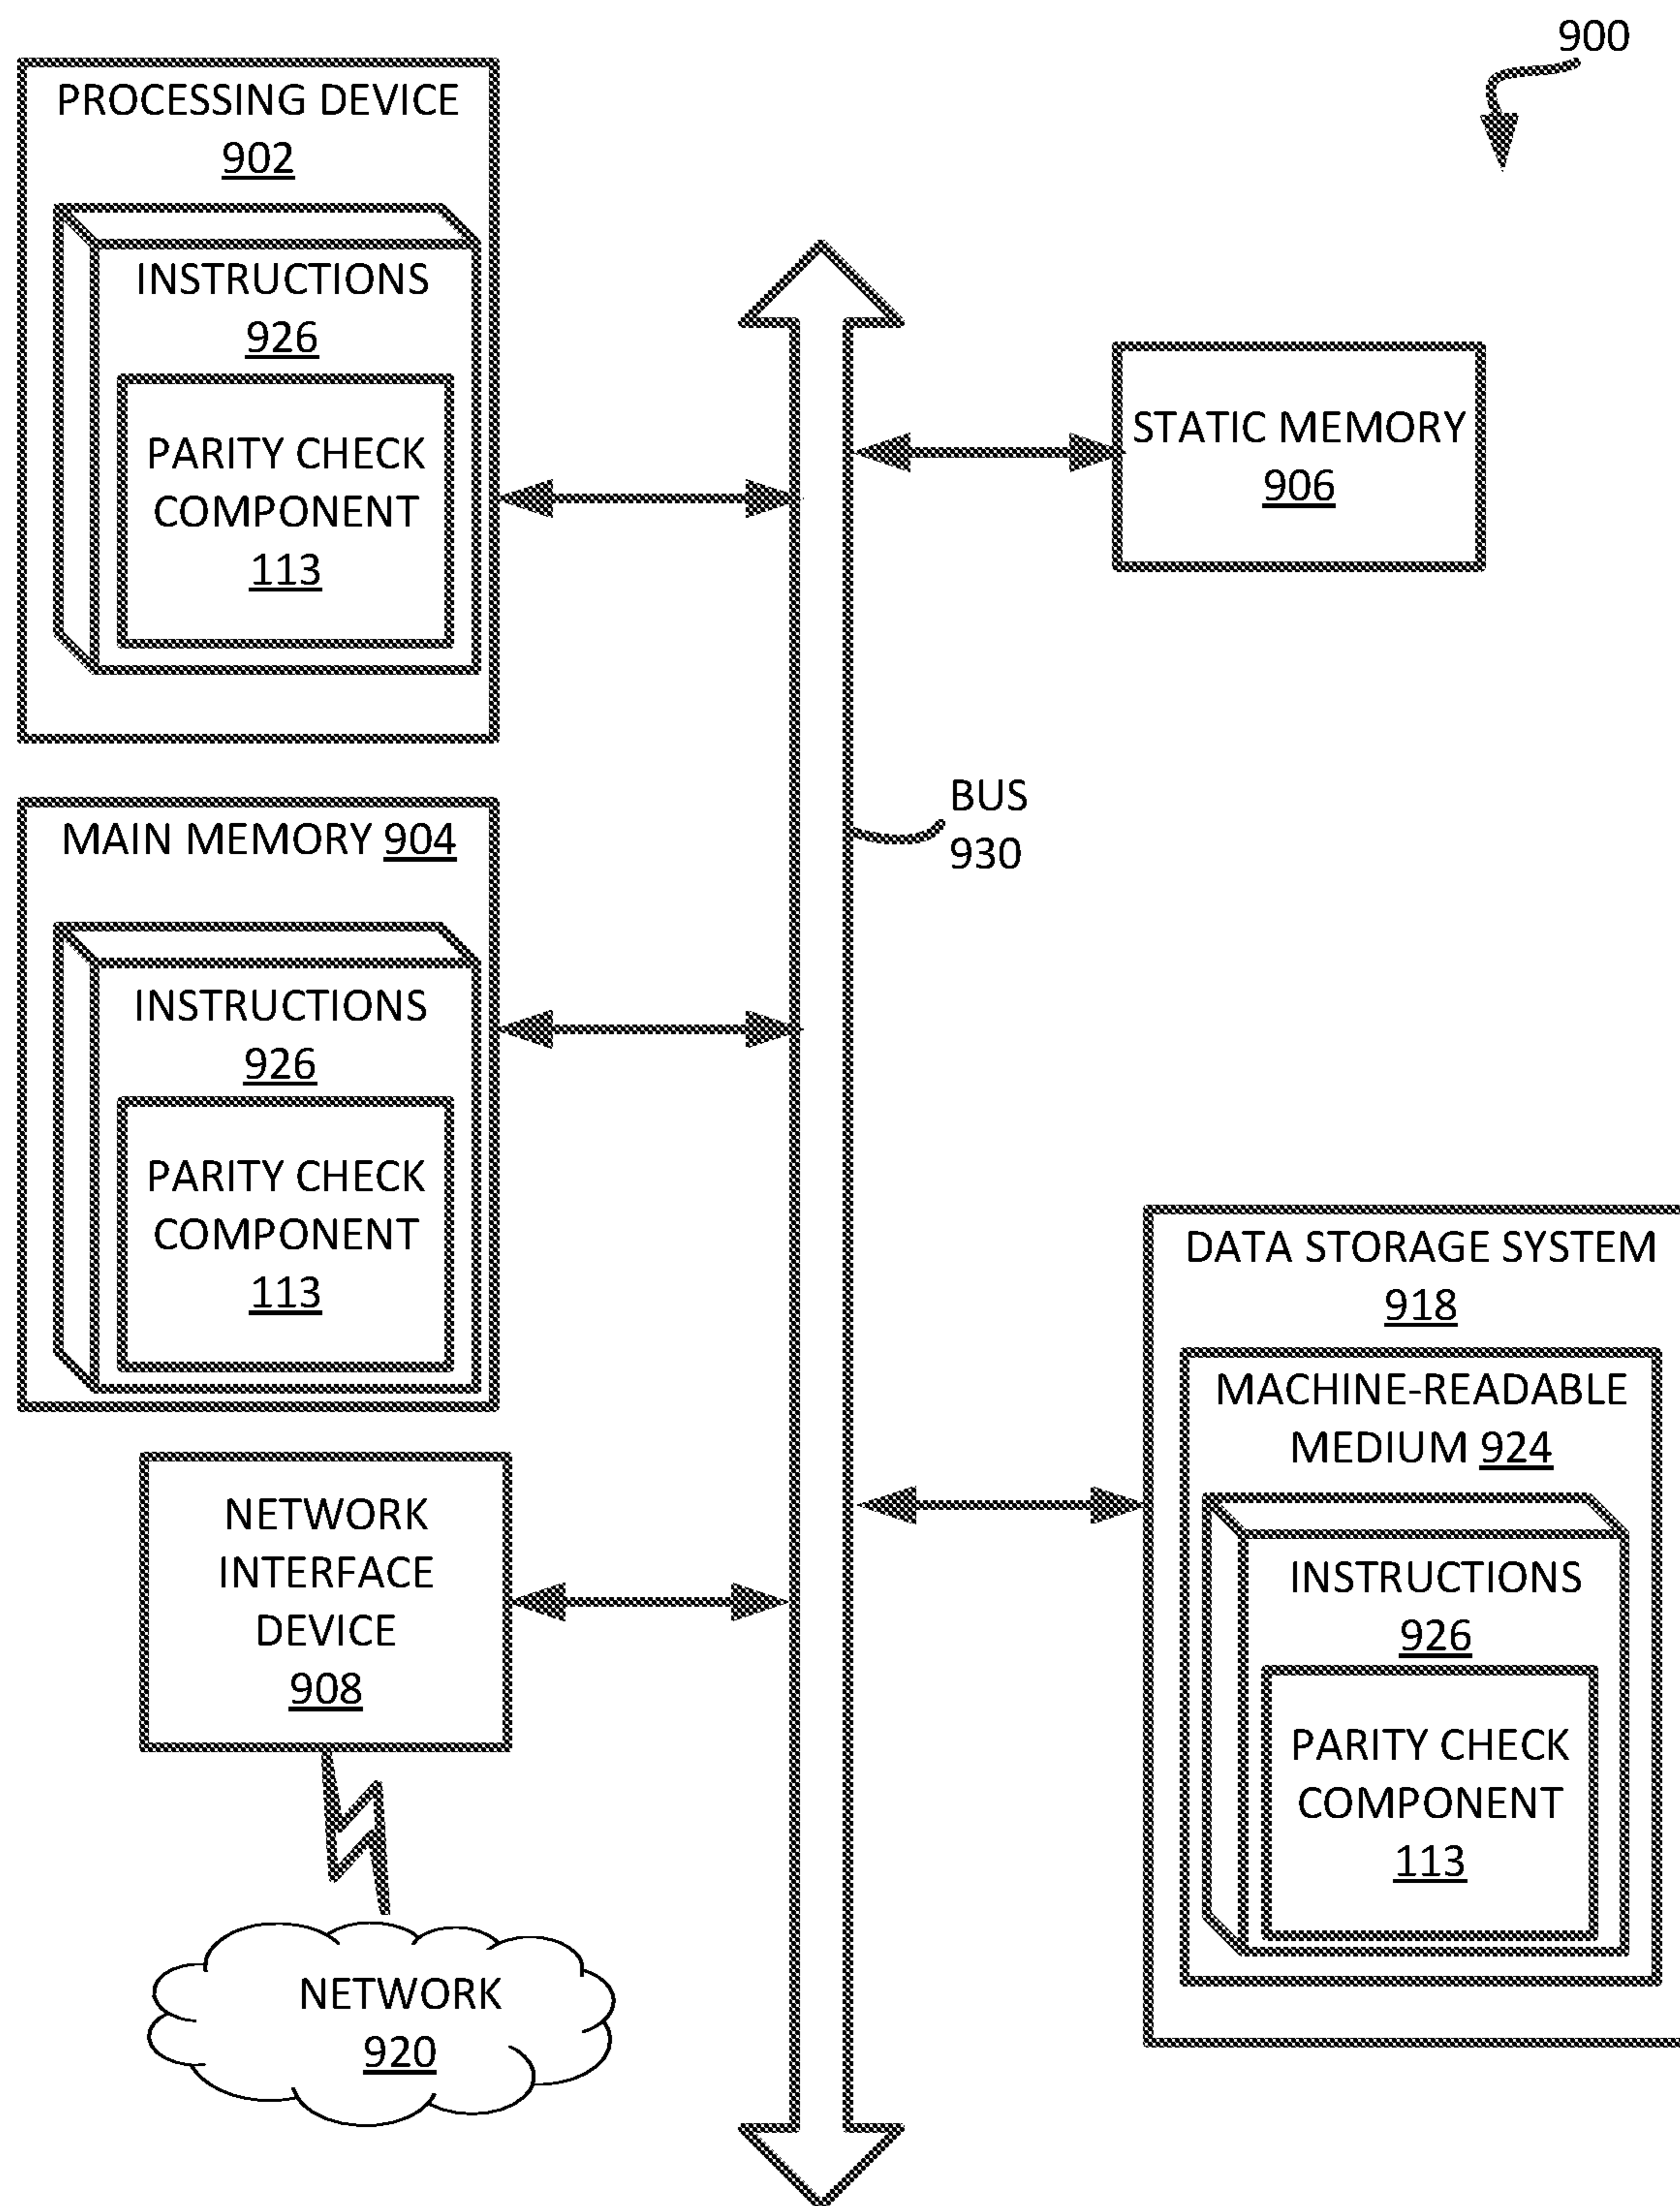 900
PROCESSING DEVICE
902
INSTRUCTIONS
926
PARITY CHECK
COMPONENT
113
STATIC MEMORY
906
BUS
930
MAIN MEMORY 904
INSTRUCTIONS
926
PARITY CHECK
COMPONENT
113
DATA STORAGE SYSTEM
918
MACHINE-READABLE
MEDIUM 924
INSTRUCTIONS
926
PARITY CHECK
COMPONENT
113
NETWORK
INTERFACE
DEVICE
908
NETWORK
920